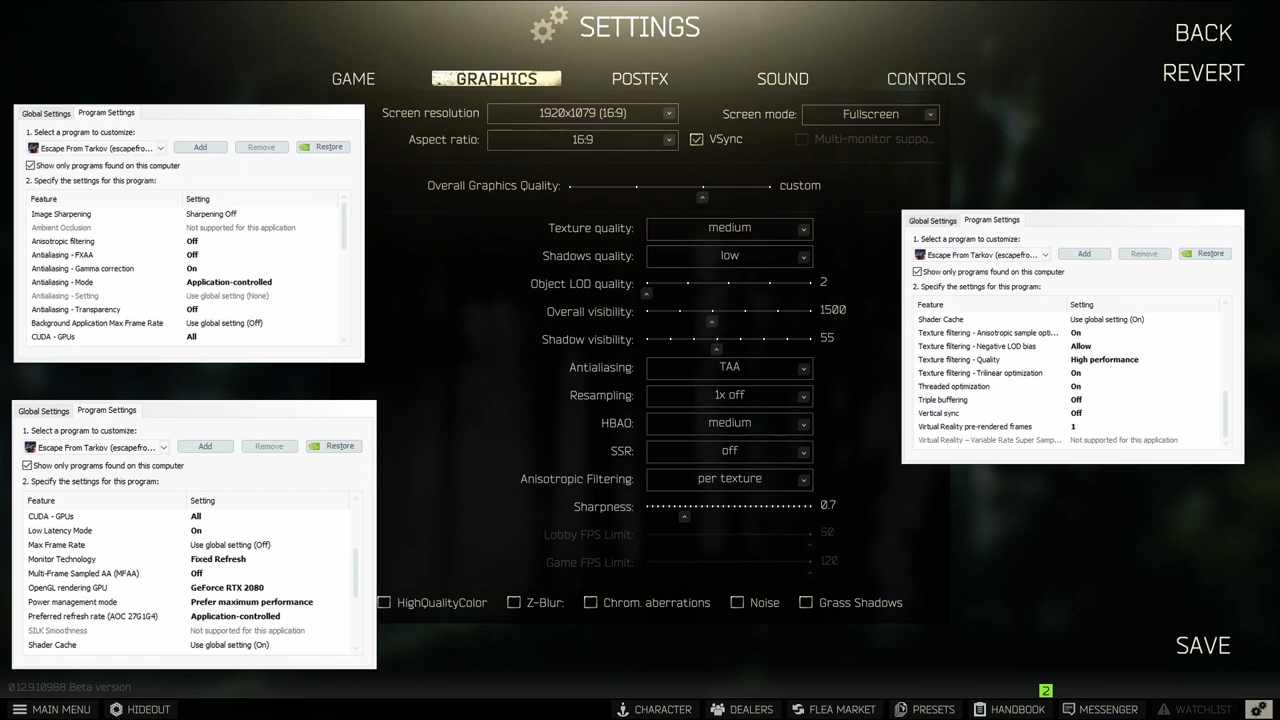 SETTINGS
BACK
REVERT
GAME
GRAPHICS
POSTFX
SOUND
CONTROLS
Screen resolution
1920x1079 (16:9)
Screen mode:
Fullscreen
Aspect ratio:
16:9
VSync
Multi-monitor suppo...
Overall Graphics Quality:
custom
Texture quality:
medium
Shadows quality:
low
Object LOD quality:
2
Overall visibility:
1500
Shadow visibility:
55
Antialiasing:
TAA
Resampling:
1x off
HBAO:
medium
SSR:
off
Anisotropic Filtering:
per texture
Sharpness:
0.7
Lobby FPS Limit:
60
Game FPS Limit:
120
HighQualityColor
Z-Blur:
Chrom. aberrations
Noise
Grass Shadows
Global Settings
Program Settings
1. Select a program to customize:
Escape From Tarkov (escapefro...
Add
Remove
Restore
Show only programs found on this computer
2. Specify the settings for this program:
Feature Setting
Image Sharpening Sharpening Off
Ambient Occlusion Not supported for this application
Anisotropic filtering Off
Antialiasing - FXAA Off
Antialiasing - Gamma correction On
Antialiasing - Mode Application-controlled
Antialiasing - Setting Use global setting (None)
Antialiasing - Transparency Off
Background Application Max Frame Rate Use global setting (Off)
CUDA - GPUs All
Global Settings
Program Settings
1. Select a program to customize:
Escape From Tarkov (escapefro...
Add
Remove
Restore
Show only programs found on this computer
2. Specify the settings for this program:
Feature Setting
CUDA - GPUs All
Low Latency Mode On
Max Frame Rate Use global setting (Off)
Monitor Technology Fixed Refresh
Multi-Frame Sampled AA (MFAA) Off
OpenGL rendering GPU GeForce RTX 2080
Power management mode Prefer maximum performance
Preferred refresh rate (AOC 27G1G4) Application-controlled
SILK Smoothness Not supported for this application
Shader Cache Use global setting (On)
Global Settings
Program Settings
1. Select a program to customize:
Escape From Tarkov (escapefro...
Add
Remove
Restore
Show only programs found on this computer
2. Specify the settings for this program:
Feature Setting
Shader Cache Use global setting (On)
Texture filtering - Anisotropic sample opti... On
Texture filtering - Negative LOD bias Allow
Texture filtering - Quality High performance
Texture filtering - Trilinear optimization On
Threaded optimization On
Triple buffering Off
Vertical sync Off
Virtual Reality pre-rendered frames 1
Virtual Reality – Variable Rate Super Samp... Not supported for this application
SAVE
0.12.9.10988 Beta version
2
MAIN MENU
HIDEOUT
CHARACTER
DEALERS
FLEA MARKET
PRESETS
HANDBOOK
MESSENGER
WATCHLIST